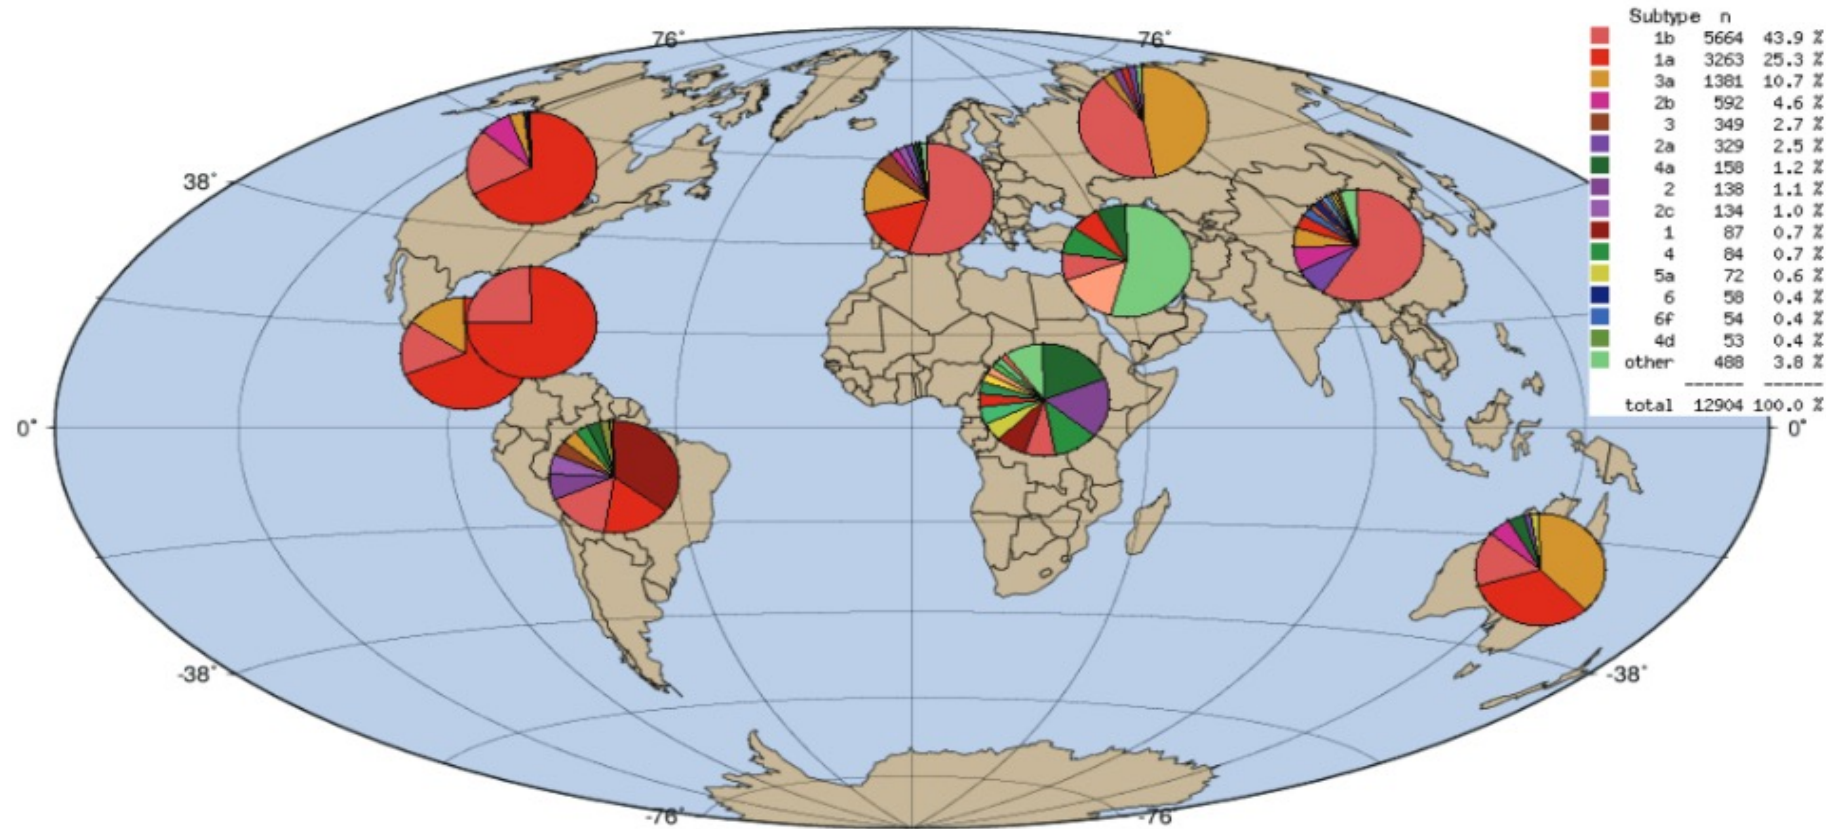 Subtype n
1b 5664 43.9 %
1a 3263 25.3 %
3a 1381 10.7 %
2b 592 4.6 %
3 349 2.7 %
2a 329 2.5 %
4a 158 1.2 %
2 138 1.1 %
2c 134 1.0 %
1 87 0.7 %
4 84 0.7 %
5a 72 0.6 %
6 58 0.4 %
6f 54 0.4 %
4d 53 0.4 %
other 488 3.8 %
------ ------
total 12904 100.0 %
76° 76°
38°
0° 0°
-38° -38°
-76° -76°